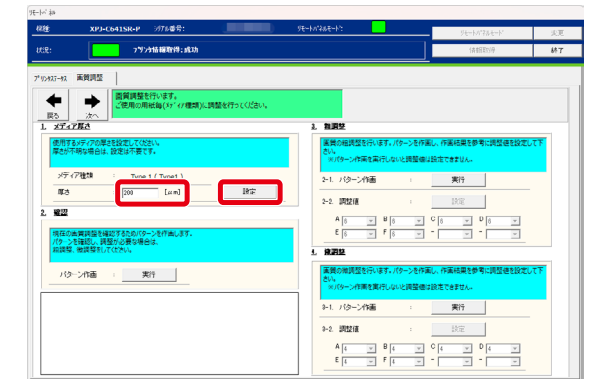 リモートパネル
機種: XPJ-C641SR-P シリアル番号: リモートパネルモード:
リモートパネルモード 変更
状況: プリンタ情報取得:成功 情報取得 終了
プリンタステータス 画質調整
戻る 次へ
画質調整を行います。
ご使用の用紙毎(メディア種類)に調整を行ってください。
1. メディア厚さ
使用するメディアの厚さを設定してください。
厚さが不明な場合は、設定は不要です。
メディア種類 : Type 1 ( Type1 )
厚さ 200 [μm] 設定
2. 確認
現在の画質調整を確認するためパターンを作画します。
パターンを確認し、調整が必要な場合は、
粗調整、微調整をしてください。
パターン作画 : 実行
3. 粗調整
画質の粗調整を行います。パターンを作画し、作画結果を参考に調整値を設定して下さい。
※パターン作画を実行しないと調整値は設定できません。
2-1. パターン作画 : 実行
2-2. 調整値 : 設定
A 6 B 6 C 6 D 6
E 6 F 6 - -
4. 微調整
画質の微調整を行います。パターンを作画し、作画結果を参考に調整値を設定して下さい。
※パターン作画を実行しないと調整値は設定できません。
3-1. パターン作画 : 実行
3-2. 調整値 : 設定
A 4 B 4 C 4 D 4
E 4 F 4 - -